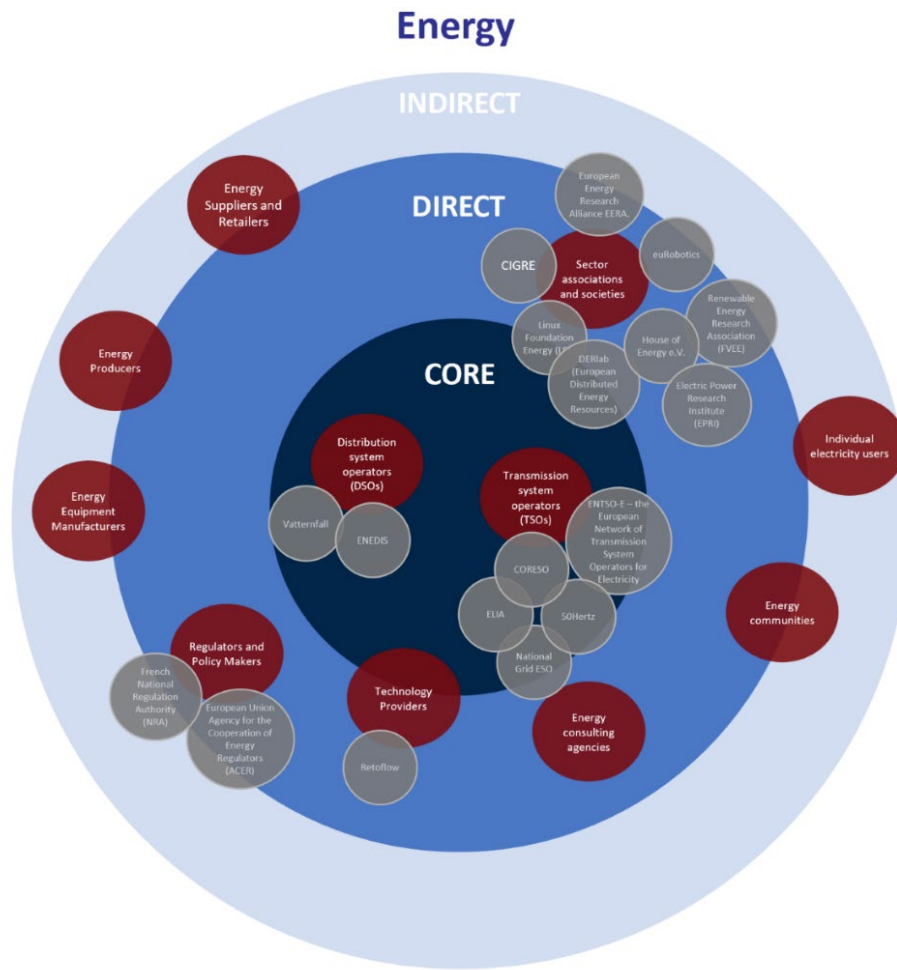 Energy
INDIRECT
DIRECT
CORE
Energy
Suppliers and
Retailers
European
Energy
Research
Alliance EERA.
CIGRE
Sector
associations
and societies
euRobotics
Linux
Foundation
Energy
House of
Energy e.V.
Renewable
Energy
Research
Association
(FVEE)
DERlab
(European
Distributed
Energy
Resources)
Electric Power
Research
Institute
(EPRI)
Energy
Producers
Individual
electricity users
Distribution
system
operators
(DSOs)
Vatternfall
ENEDIS
Transmission
system
operators
(TSOs)
ENTSO-E – the
European
Network of
Transmission
System
Operators for
Electricity
CORESO
ELIA
50Hertz
National
Grid ESO
Energy
Equipment
Manufacturers
Energy
communities
Regulators and
Policy Makers
French
National
Regulation
Authority
(NRA)
European Union
Agency for the
Cooperation of
Energy
Regulators
(ACER)
Technology
Providers
Retoflow
Energy
consulting
agencies